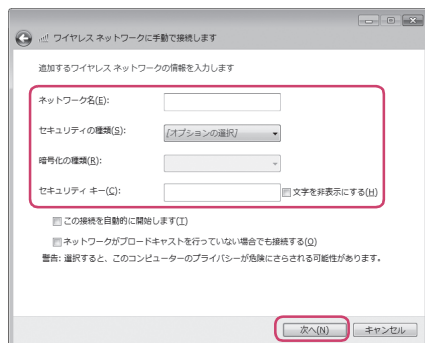 ワイヤレス ネットワークに手動で接続します
追加するワイヤレス ネットワークの情報を入力します
ネットワーク名(E):
セキュリティの種類(S): [オプションの選択]
暗号化の種類(R):
セキュリティ キー(C): 文字を非表示にする(H)
この接続を自動的に開始します(T)
ネットワークがブロードキャストを行っていない場合でも接続する(O)
警告: 選択すると、このコンピューターのプライバシーが危険にさらされる可能性があります。
次へ(N) キャンセル